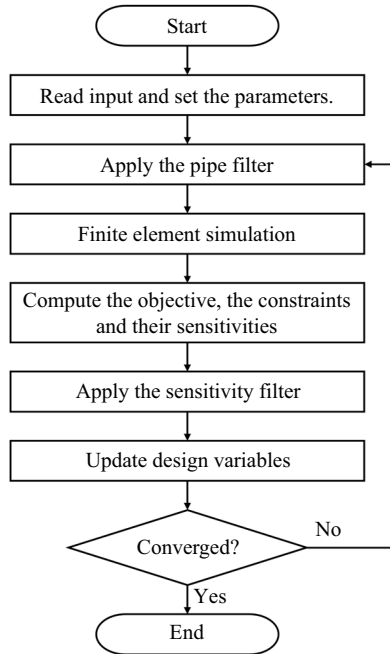 Start
Read input and set the parameters.
Apply the pipe filter
Finite element simulation
Compute the objective, the constraints
and their sensitivities
Apply the sensitivity filter
Update design variables
Converged?
No
Yes
End